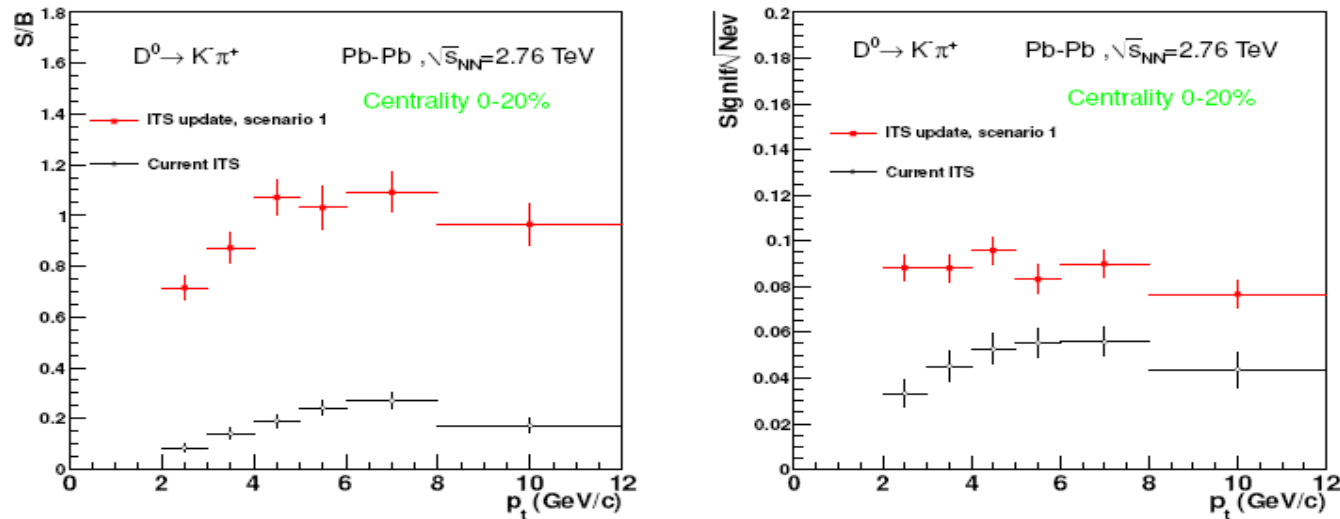 S/B
1.8
1.6
1.4
1.2
1
0.8
0.6
0.4
0.2
0
D⁰→ K⁻π⁺ Pb-Pb ,√s_NN=2.76 TeV
Centrality 0-20%
ITS update, scenario 1
Current ITS
0 2 4 6 8 10 12
p_t (GeV/c)
Signif/√Nev
0.2
0.18
0.16
0.14
0.12
0.1
0.08
0.06
0.04
0.02
0
D⁰→ K⁻π⁺ Pb-Pb ,√s_NN=2.76 TeV
Centrality 0-20%
ITS update, scenario 1
Current ITS
0 2 4 6 8 10 12
p_t (GeV/c)